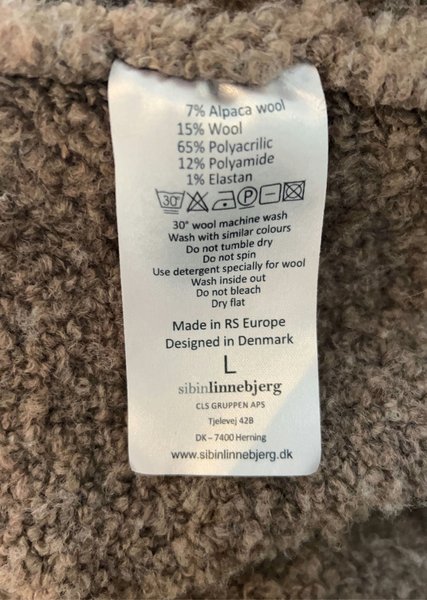 7% Alpaca wool
15% Wool
65% Polyacrilic
12% Polyamide
1% Elastan
30° P
30° wool machine wash
Wash with similar colours
Do not tumble dry
Do not spin
Use detergent specially for wool
Wash inside out
Do not bleach
Dry flat
Made in RS Europe
Designed in Denmark
L
sibinlinnebjerg
CLS GRUPPEN APS
Tjelevej 42B
DK – 7400 Herning
www.sibinlinnebjerg.dk